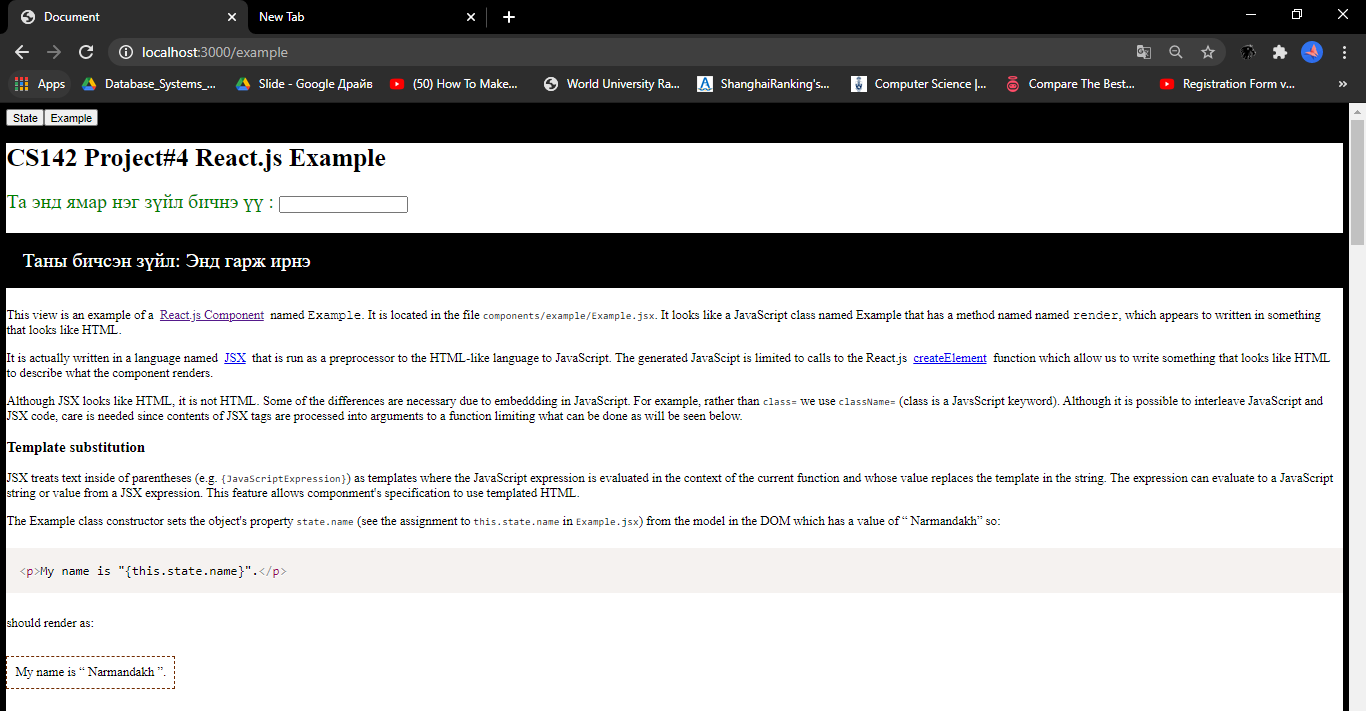 Document
New Tab
localhost:3000/example
Apps
Database_Systems_...
Slide - Google Драйв
(50) How To Make...
World University Ra...
ShanghaiRanking's...
Computer Science |...
Compare The Best...
Registration Form v...
»
State
Example
CS142 Project#4 React.js Example
Та энд ямар нэг зүйл бичнэ үү :
Таны бичсэн зүйл: Энд гарж ирнэ
This view is an example of a React.js Component named Example. It is located in the file components/example/Example.jsx. It looks like a JavaScript class named Example that has a method named named render, which appears to written in something
that looks like HTML.
It is actually written in a language named JSX that is run as a preprocessor to the HTML-like language to JavaScript. The generated JavaScipt is limited to calls to the React.js createElement function which allow us to write something that looks like HTML
to describe what the component renders.
Although JSX looks like HTML, it is not HTML. Some of the differences are necessary due to embeddding in JavaScript. For example, rather than class= we use className= (class is a JavsScript keyword). Although it is possible to interleave JavaScript and
JSX code, care is needed since contents of JSX tags are processed into arguments to a function limiting what can be done as will be seen below.
Template substitution
JSX treats text inside of parentheses (e.g. {JavaScriptExpression}) as templates where the JavaScript expression is evaluated in the context of the current function and whose value replaces the template in the string. The expression can evaluate to a JavaScript
string or value from a JSX expression. This feature allows componment's specification to use templated HTML.
The Example class constructor sets the object's property state.name (see the assignment to this.state.name in Example.jsx) from the model in the DOM which has a value of “ Narmandakh” so:
<p>My name is "{this.state.name}".</p>
should render as:
My name is “ Narmandakh ”.